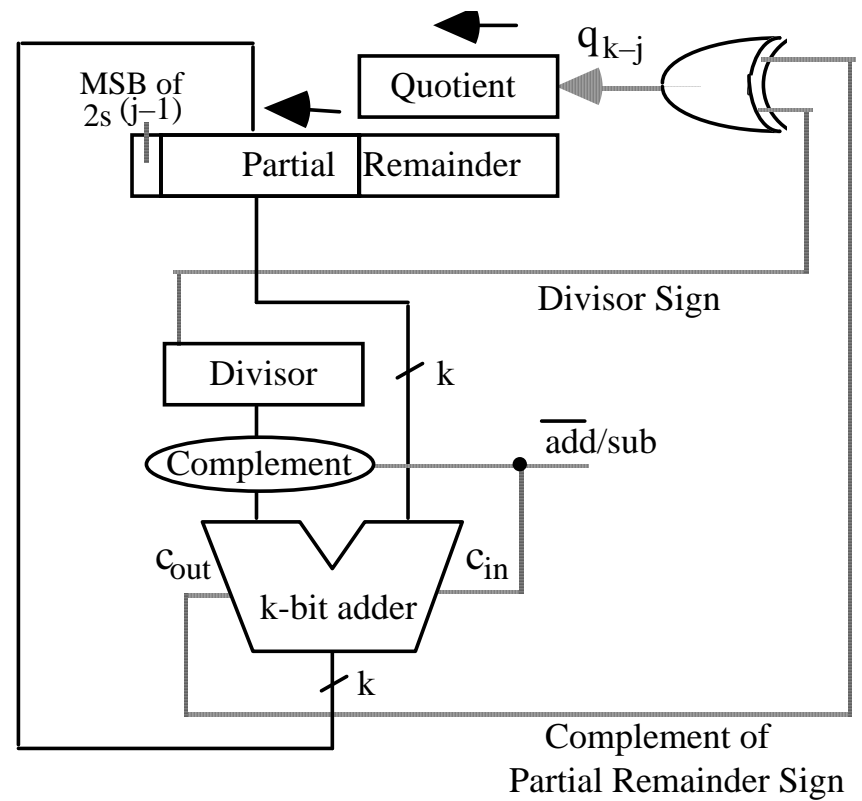 q k–j
MSB of
2s (j–1)
Quotient
Partial Remainder
Divisor Sign
Divisor
k
add/sub
Complement
c out
c in
k-bit adder
k
Complement of
Partial Remainder Sign